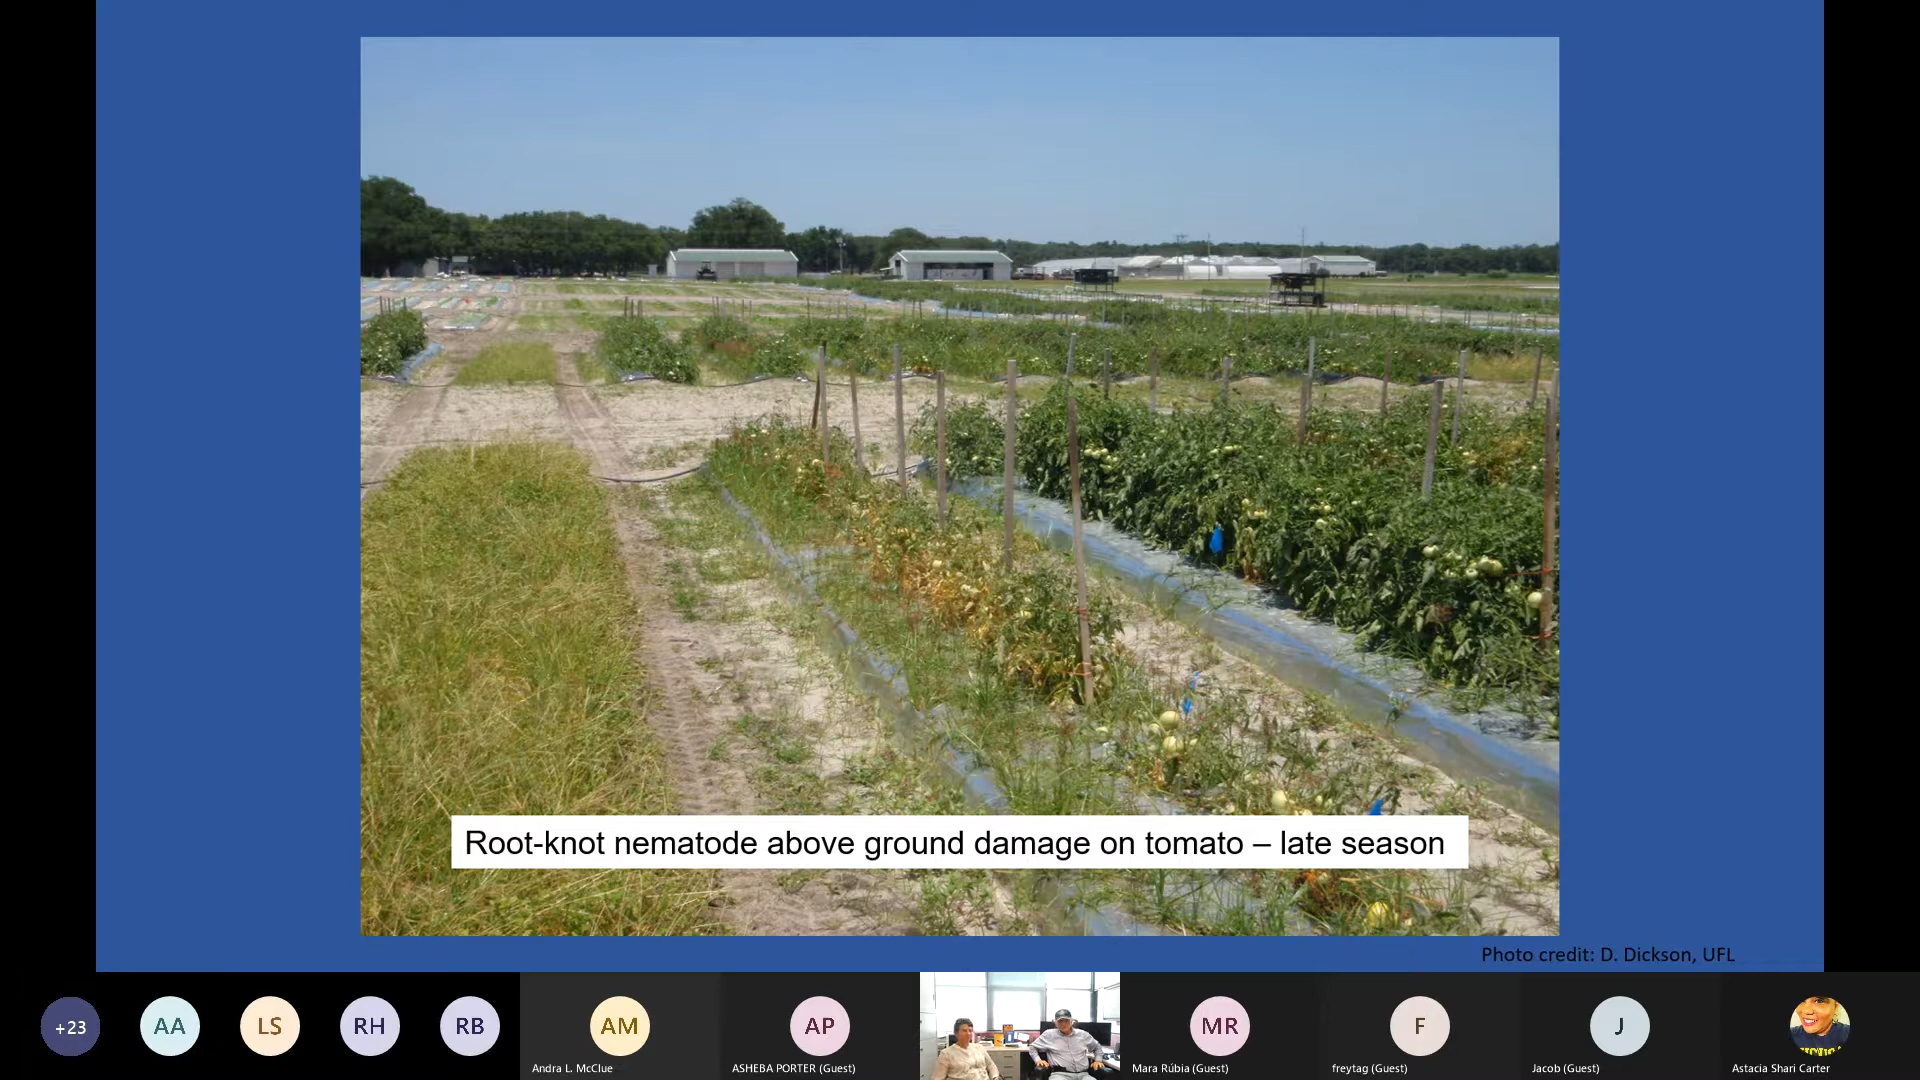 Root-knot nematode above ground damage on tomato – late season
Photo credit: D. Dickson, UFL
+23
AA
LS
RH
RB
AM
AP
MR
F
J
Andra L. McClue
ASHEBA PORTER (Guest)
Mara Rúbia (Guest)
freytag (Guest)
Jacob (Guest)
Astacia Shari Carter